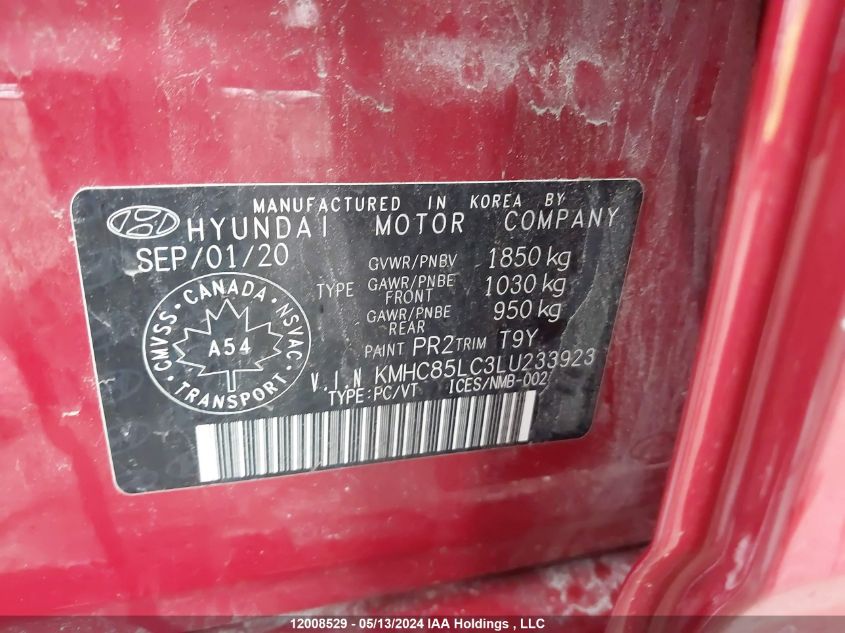 MANUFACTURED IN KOREA BY
HYUNDAI MOTOR COMPANY
SEP/01/20
GVWR/PNBV 1850 kg
TYPE GAWR/PNBE FRONT 1030 kg
GAWR/PNBE REAR 950 kg
PAINT PR2 TRIM T9Y
V.I.N KMHC85LC3LU233923
TYPE:PC/VT ICES/NMB-002
CMVSS · CANADA · NSVAC · TRANSPORT ·
A54
12008529 - 05/13/2024 IAA Holdings , LLC